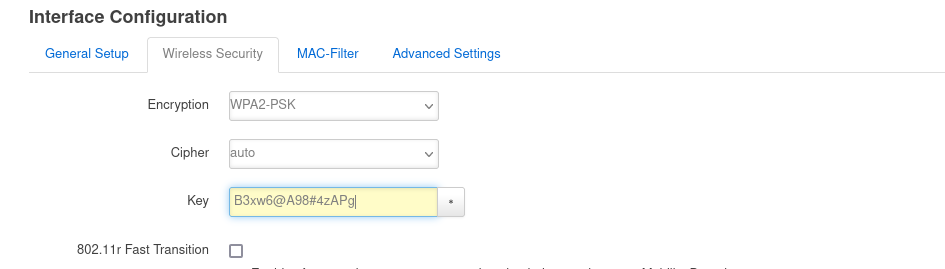 Interface Configuration
General Setup Wireless Security MAC-Filter Advanced Settings
Encryption WPA2-PSK
Cipher auto
Key B3xw6@A98#4zAPg *
802.11r Fast Transition